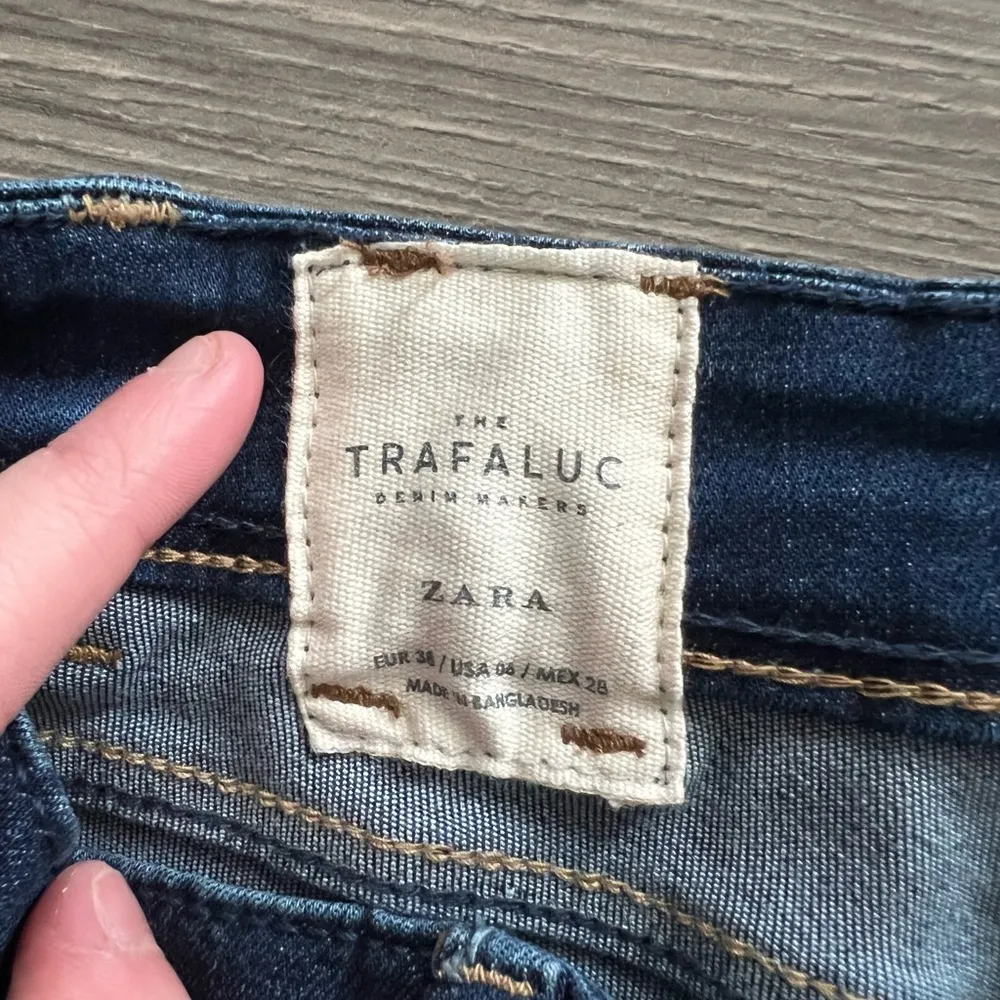 THE
TRAFALUC
DENIM MAKERS
ZARA
EUR 38 / USA 06 / MEX 28
MADE IN BANGLADESH